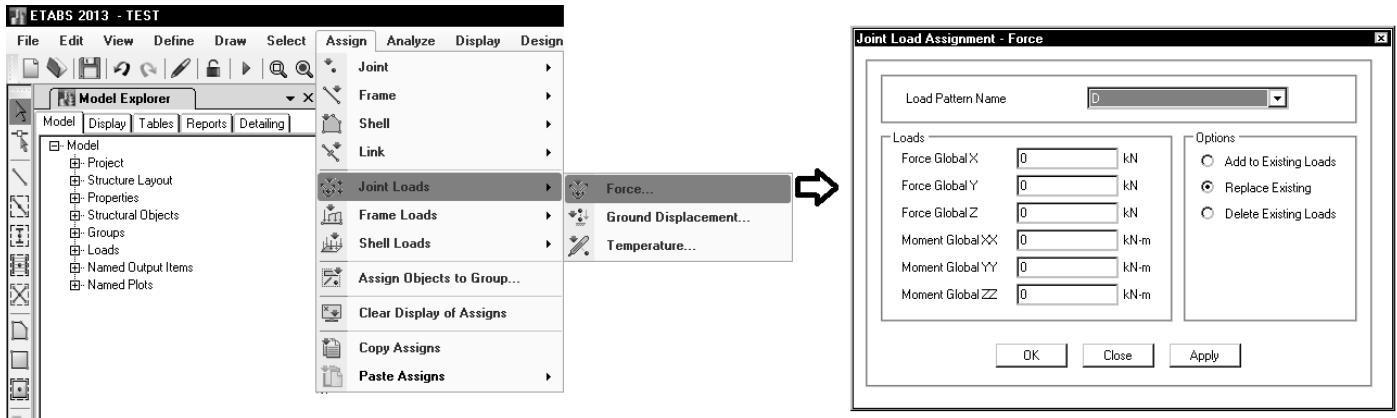 ETABS 2013 - TEST
File Edit View Define Draw Select Assign Analyze Display Design
Model Explorer
Model Display Tables Reports Detailing
Model
Project
Structure Layout
Properties
Structural Objects
Groups
Loads
Named Output Items
Named Plots
Joint
Frame
Shell
Link
Joint Loads
Frame Loads
Shell Loads
Assign Objects to Group...
Clear Display of Assigns
Copy Assigns
Paste Assigns
Force...
Ground Displacement...
Temperature...
Joint Load Assignment - Force
Load Pattern Name D
Loads
Force Global X 0 kN
Force Global Y 0 kN
Force Global Z 0 kN
Moment Global XX 0 kN-m
Moment Global YY 0 kN-m
Moment Global ZZ 0 kN-m
Options
Add to Existing Loads
Replace Existing
Delete Existing Loads
OK Close Apply